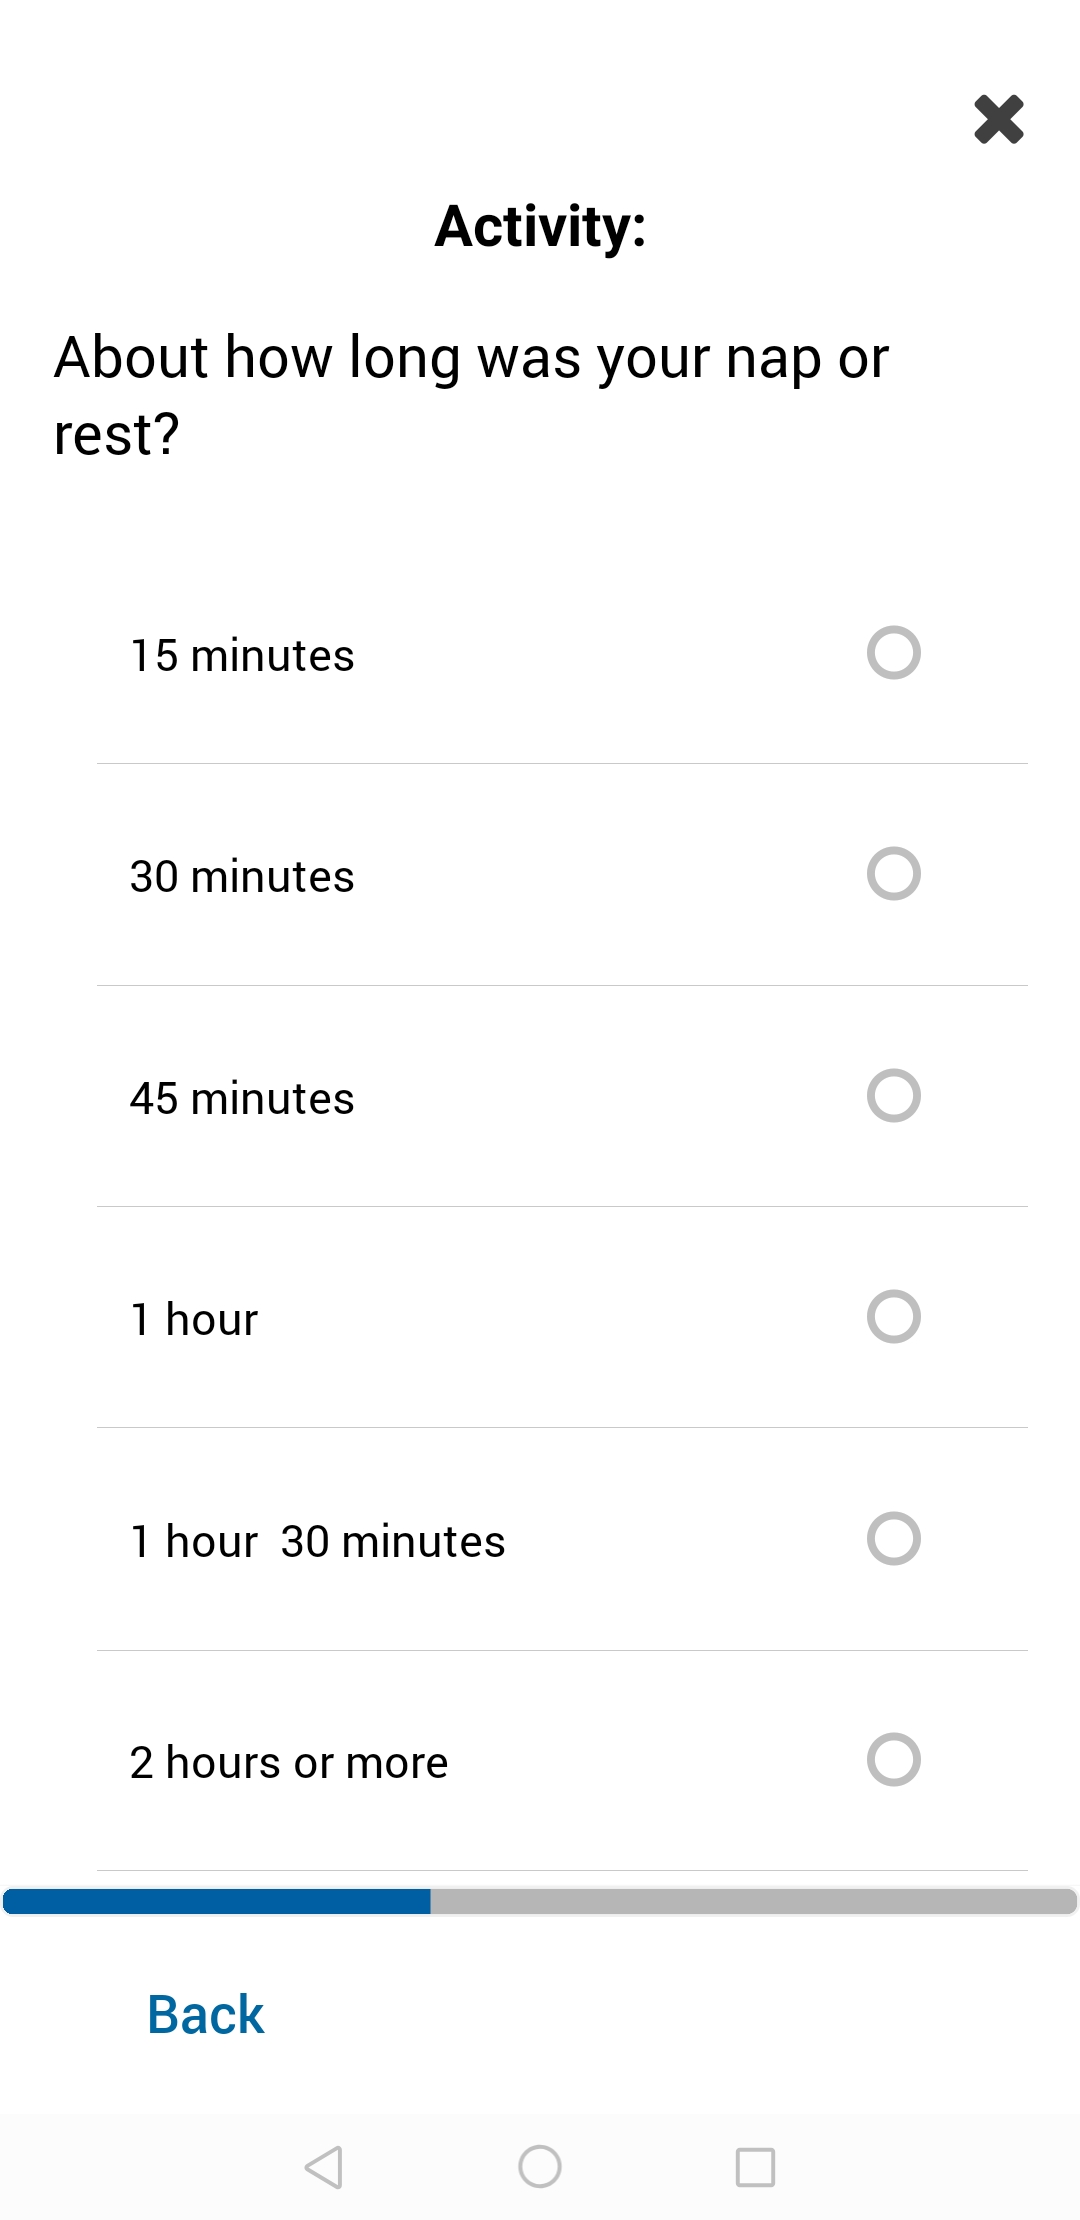 Activity:
About how long was your nap or
rest?
15 minutes
30 minutes
45 minutes
1 hour
1 hour  30 minutes
2 hours or more
Back